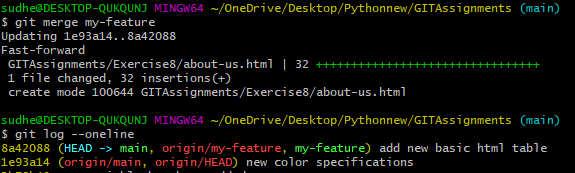 sudhe@DESKTOP-QUKQUNJ MINGW64 ~/OneDrive/Desktop/Pythonnew/GITAssignments (main)
$ git merge my-feature
Updating 1e93a14..8a42088
Fast-forward
 GITAssignments/Exercise8/about-us.html | 32 ++++++++++++++++++++++++++++++++
 1 file changed, 32 insertions(+)
 create mode 100644 GITAssignments/Exercise8/about-us.html
sudhe@DESKTOP-QUKQUNJ MINGW64 ~/OneDrive/Desktop/Pythonnew/GITAssignments (main)
$ git log --oneline
8a42088 (HEAD -> main, origin/my-feature, my-feature) add new basic html table
1e93a14 (origin/main, origin/HEAD) new color specifications